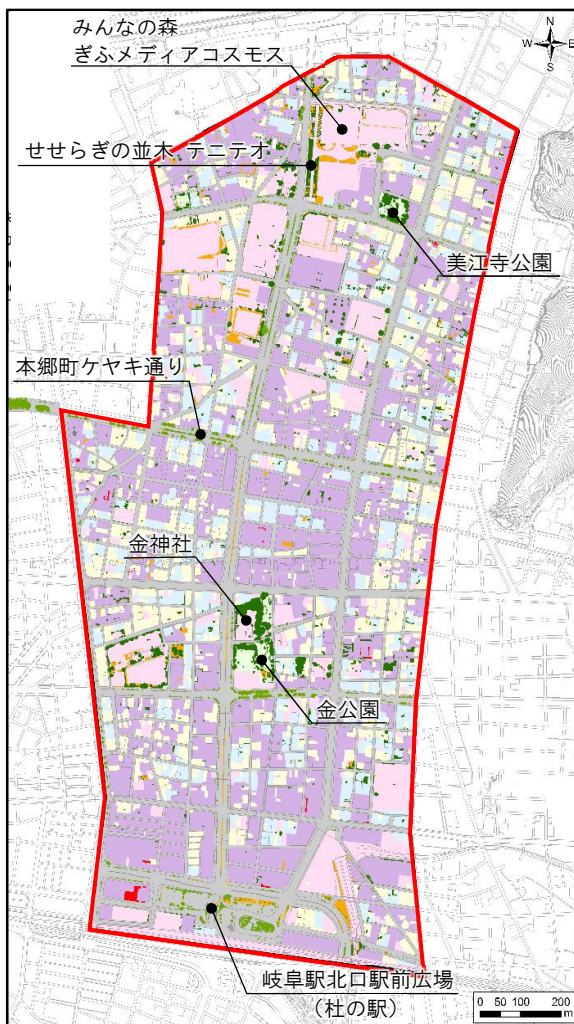 みんなの森
ぎふメディアコスモス
N
W E
S
せせらぎの並木 テニテオ
美江寺公園
本郷町ケヤキ通り
金神社
金公園
岐阜駅北口駅前広場
（杜の駅）
0 50 100 200
m